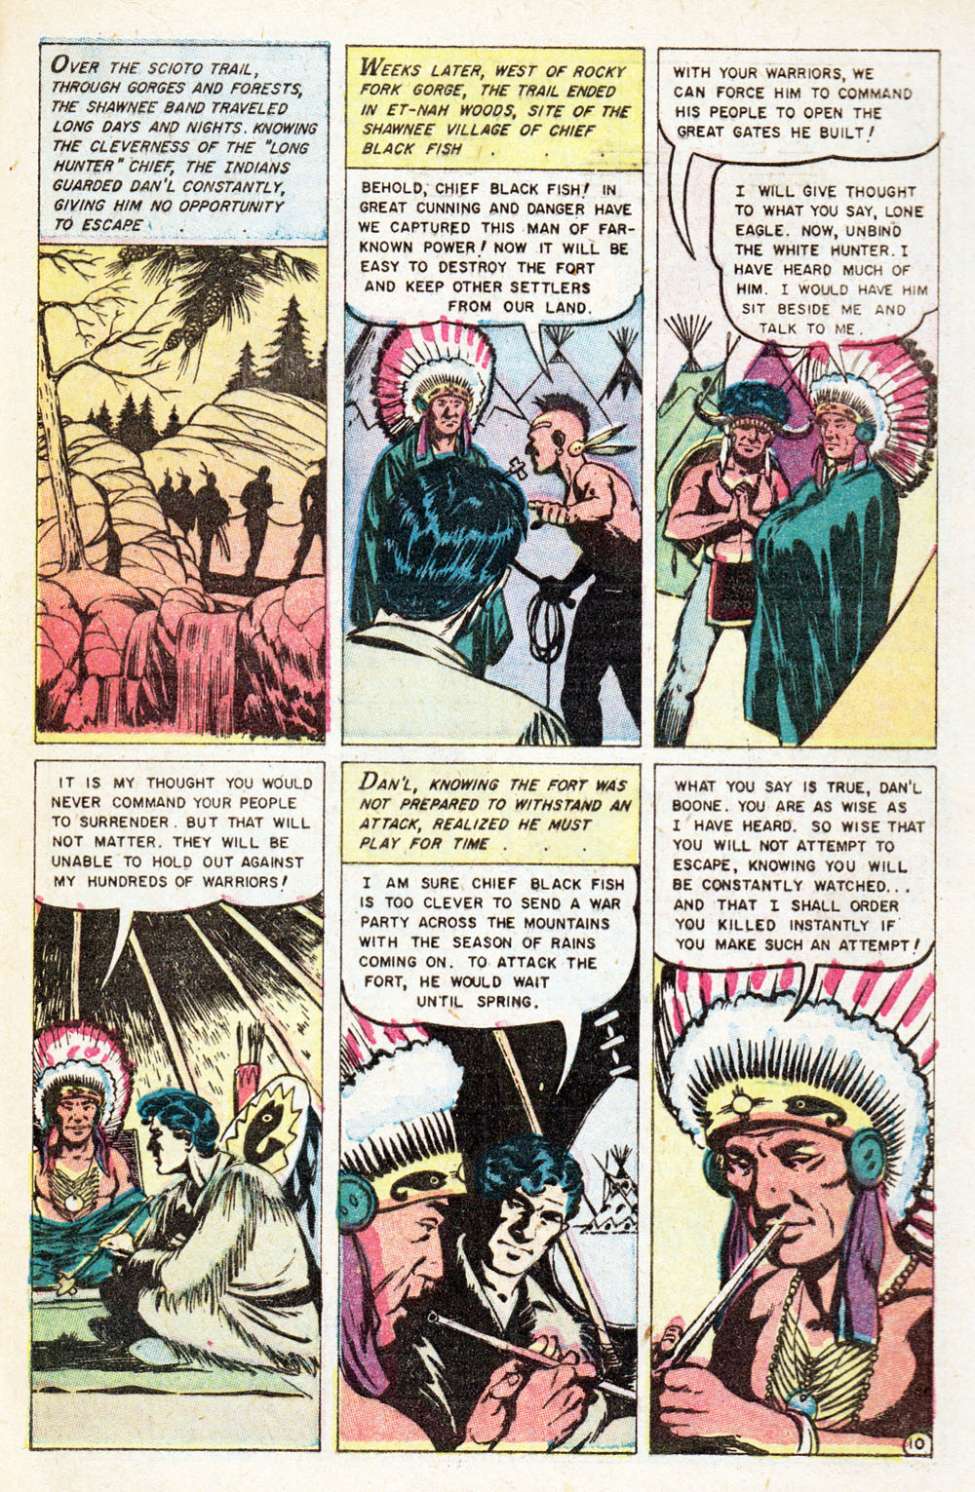 OVER THE SCIOTO TRAIL,
THROUGH GORGES AND FORESTS,
THE SHAWNEE BAND TRAVELED
LONG DAYS AND NIGHTS. KNOWING
THE CLEVERNESS OF THE "LONG
HUNTER" CHIEF, THE INDIANS
GUARDED DAN'L CONSTANTLY,
GIVING HIM NO OPPORTUNITY
TO ESCAPE . . .
WEEKS LATER, WEST OF ROCKY
FORK GORGE, THE TRAIL ENDED
IN ET-NAH WOODS, SITE OF THE
SHAWNEE VILLAGE OF CHIEF
BLACK FISH . . .
BEHOLD, CHIEF BLACK FISH! IN
GREAT CUNNING AND DANGER HAVE
WE CAPTURED THIS MAN OF FAR-
KNOWN POWER! NOW IT WILL BE
EASY TO DESTROY THE FORT
AND KEEP OTHER SETTLERS
FROM OUR LAND.
WITH YOUR WARRIORS, WE
CAN FORCE HIM TO COMMAND
HIS PEOPLE TO OPEN THE
GREAT GATES HE BUILT!
I WILL GIVE THOUGHT
TO WHAT YOU SAY, LONE
EAGLE. NOW, UNBIND
THE WHITE HUNTER. I
HAVE HEARD MUCH OF
HIM. I WOULD HAVE HIM
SIT BESIDE ME AND
TALK TO ME.
IT IS MY THOUGHT YOU WOULD
NEVER COMMAND YOUR PEOPLE
TO SURRENDER. BUT THAT WILL
NOT MATTER. THEY WILL BE
UNABLE TO HOLD OUT AGAINST
MY HUNDREDS OF WARRIORS!
DAN'L, KNOWING THE FORT WAS
NOT PREPARED TO WITHSTAND AN
ATTACK, REALIZED HE MUST
PLAY FOR TIME . . .
I AM SURE CHIEF BLACK FISH
IS TOO CLEVER TO SEND A WAR
PARTY ACROSS THE MOUNTAINS
WITH THE SEASON OF RAINS
COMING ON. TO ATTACK THE
FORT, HE WOULD WAIT
UNTIL SPRING.
WHAT YOU SAY IS TRUE, DAN'L
BOONE. YOU ARE AS WISE AS
I HAVE HEARD. SO WISE THAT
YOU WILL NOT ATTEMPT TO
ESCAPE, KNOWING YOU WILL
BE CONSTANTLY WATCHED...
AND THAT I SHALL ORDER
YOU KILLED INSTANTLY IF
YOU MAKE SUCH AN ATTEMPT!
10